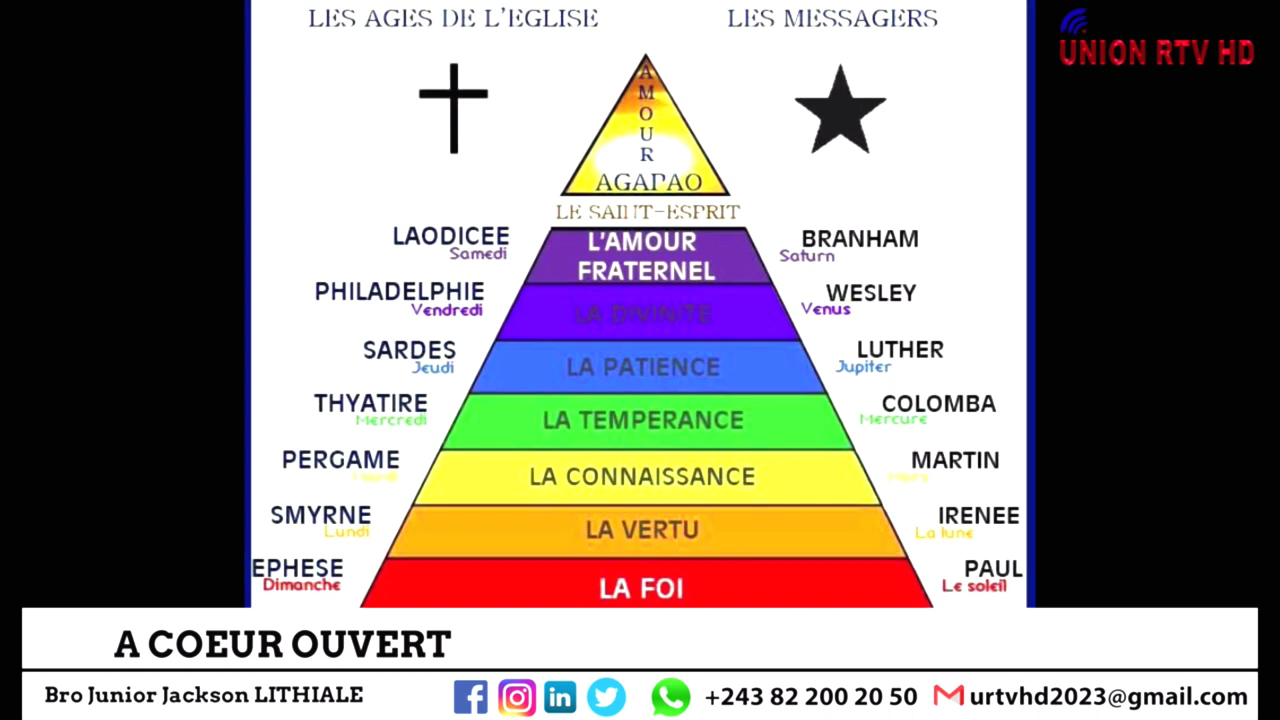 LES AGES DE L'EGLISE
LES MESSAGERS
UNION RTV HD
AMOUR
AGAPAO
LE SAINT-ESPRIT
LAODICEE
Samedi
L'AMOUR
FRATERNEL
BRANHAM
Saturn
PHILADELPHIE
Vendredi
LA DIVINITE
WESLEY
Venus
SARDES
Jeudi
LA PATIENCE
LUTHER
Jupiter
THYATIRE
Mercredi
LA TEMPERANCE
COLOMBA
Mercure
PERGAME
LA CONNAISSANCE
MARTIN
SMYRNE
Lundi
LA VERTU
IRENEE
La lune
EPHESE
Dimanche
LA FOI
PAUL
Le soleil
A COEUR OUVERT
Bro Junior Jackson LITHIALE
+243 82 200 20 50
urtvhd2023@gmail.com